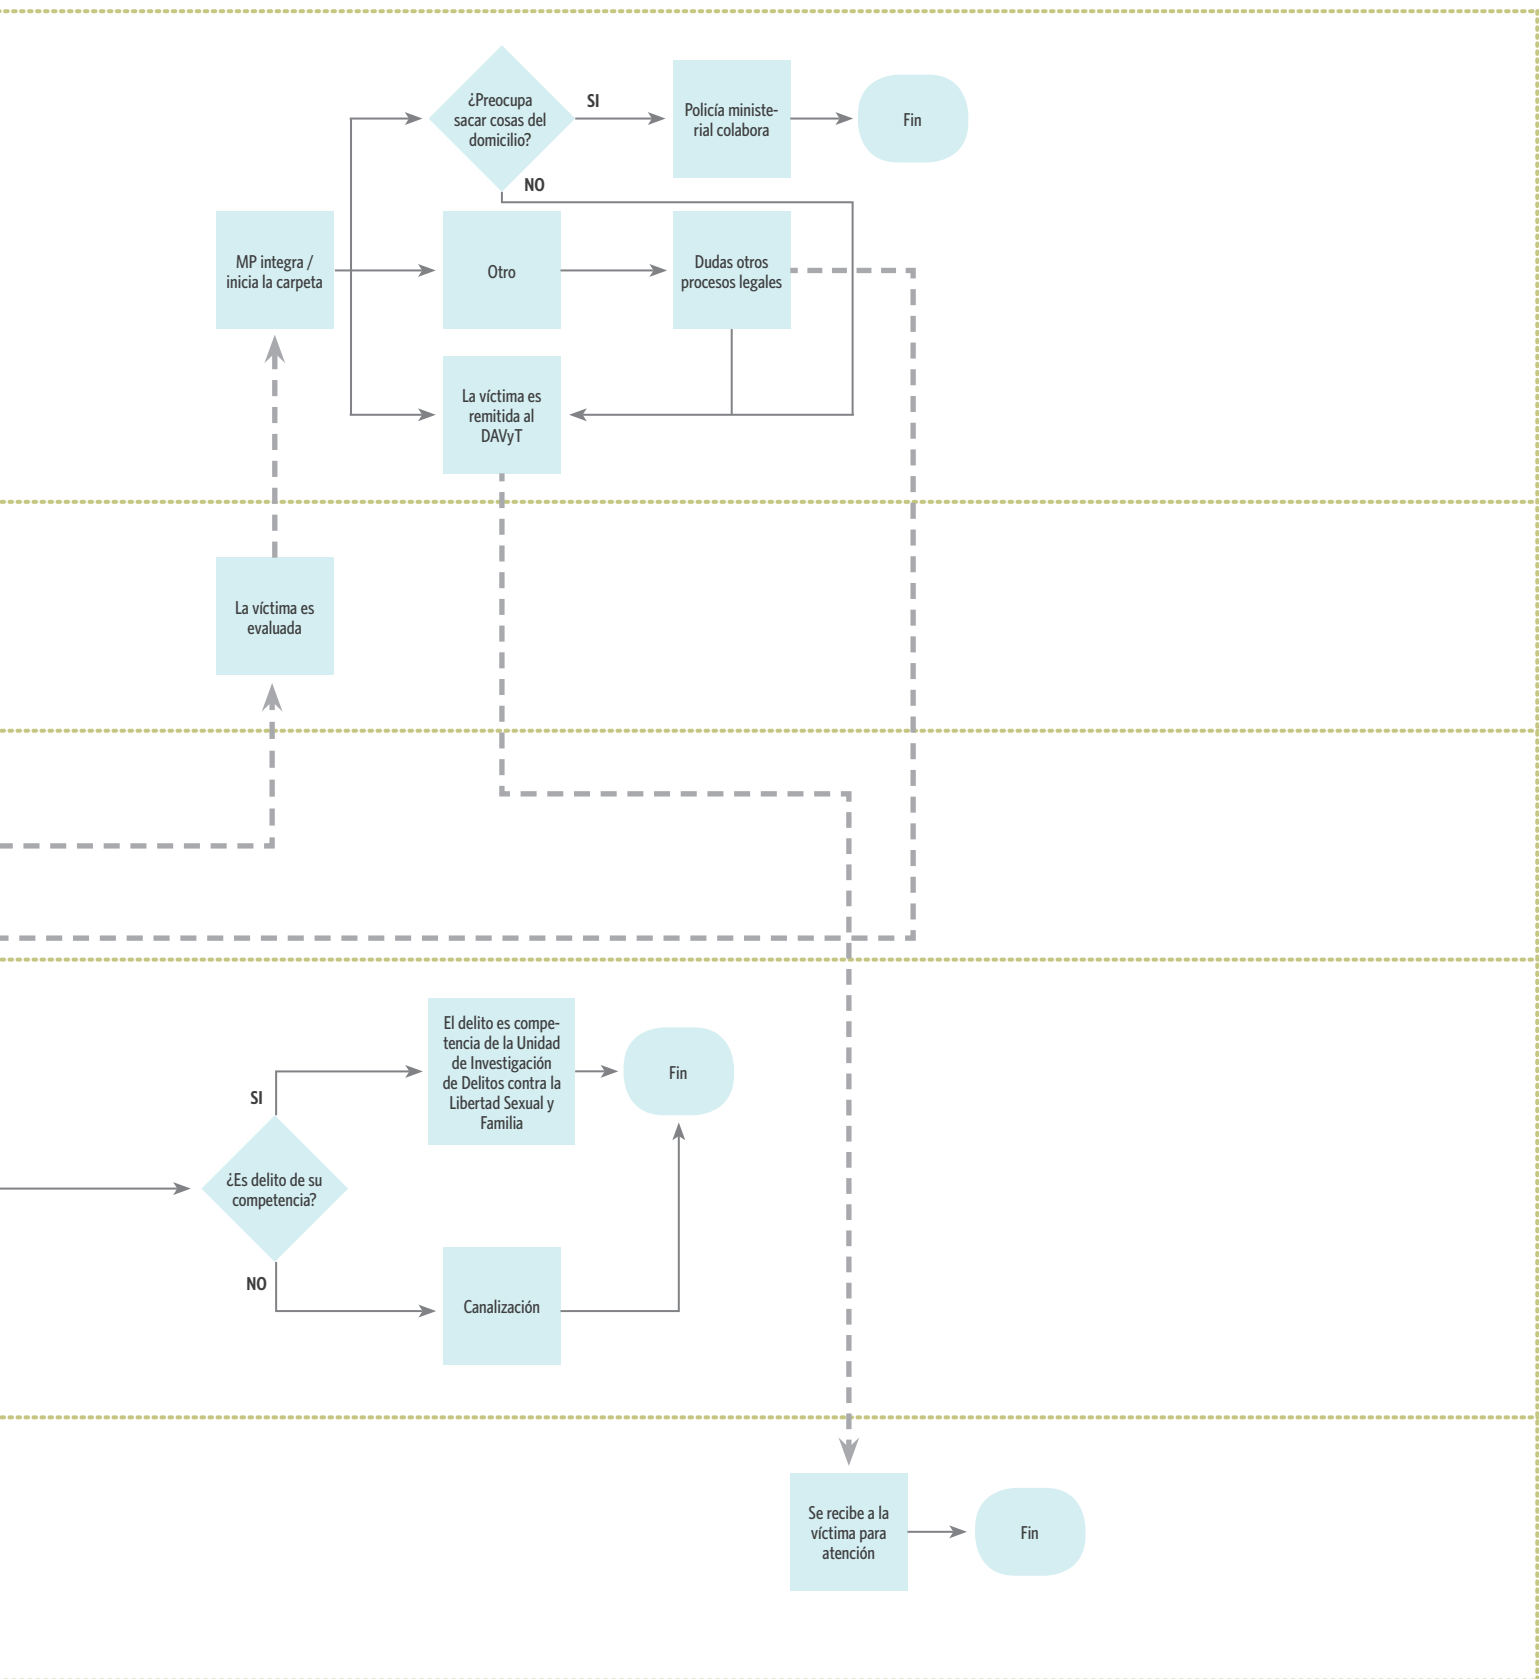 ¿Preocupa
sacar cosas del
domicilio?
SI
Policía ministe-
rial colabora
Fin
NO
MP integra /
inicia la carpeta
Otro
Dudas otros
procesos legales
La víctima es
remitida al
DAVyT
La víctima es
evaluada
El delito es compe-
tencia de la Unidad
de Investigación
de Delitos contra la
Libertad Sexual y
Familia
Fin
SI
¿Es delito de su
competencia?
NO
Canalización
Se recibe a la
víctima para
atención
Fin